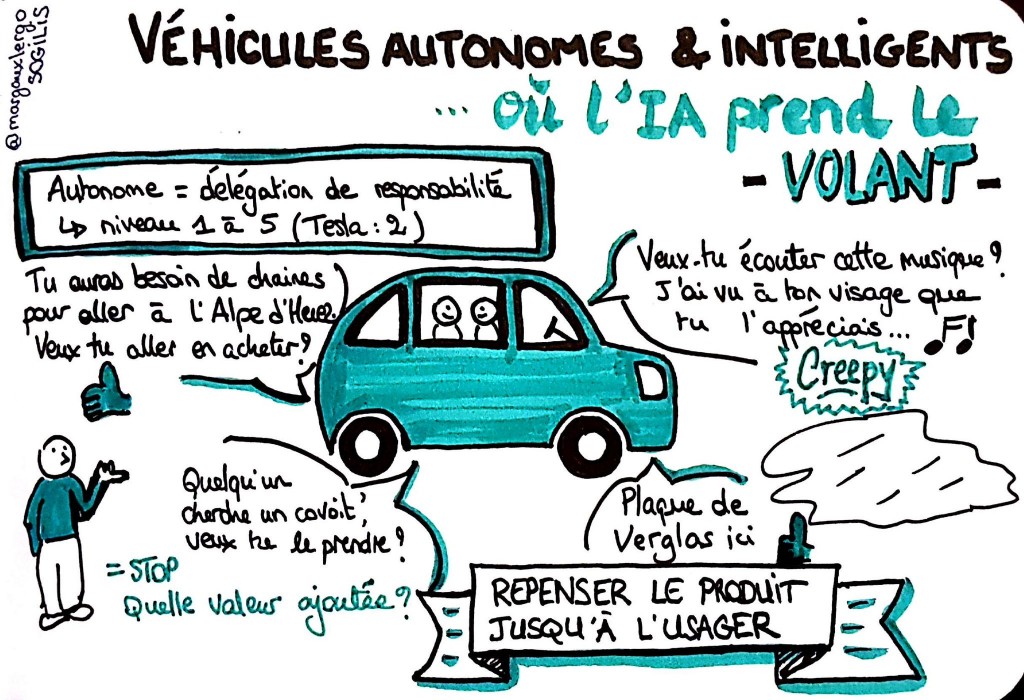 @margauxlergo
SOGILIS
VÉHICULES AUTONOMES & INTELLIGENTS
... où l'IA prend le
- VOLANT -
Autonome = délégation de responsabilité
↳ niveau 1 à 5 (Tesla : 2)
Tu auras besoin de chaines
pour aller à l'Alpe d'Huez.
Veux tu aller en acheter ?
Veux-tu écouter cette musique ?
J'ai vu à ton visage que
tu l'appréciais...
Creepy
Quelqu'un
cherche un covoit',
veux tu le prendre ?
= STOP
Quelle valeur ajoutée ?
Plaque de
Verglas ici
REPENSER LE PRODUIT
JUSQU'À L'USAGER